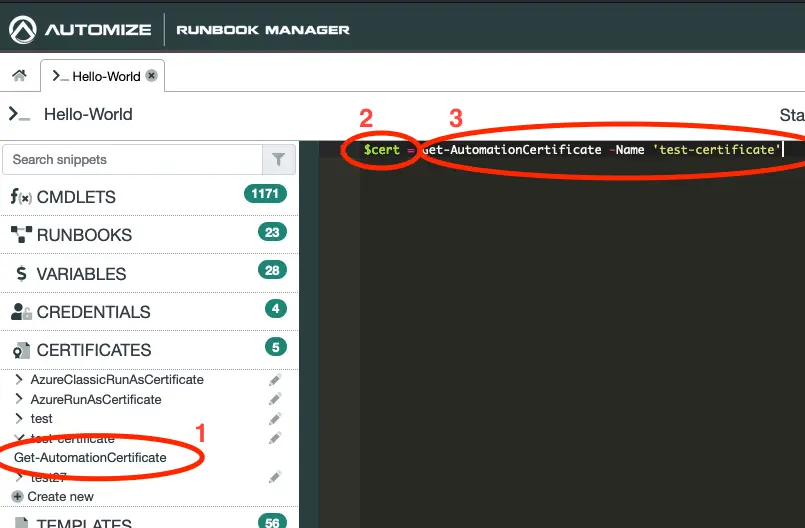 AUTOMIZE RUNBOOK MANAGER
>_ Hello-World
>_ Hello-World
Sta
2 3
$cert = Get-AutomationCertificate -Name 'test-certificate'
Search snippets
f(x) CMDLETS 1171
RUNBOOKS 23
$ VARIABLES 28
CREDENTIALS 4
CERTIFICATES 5
AzureClassicRunAsCertificate
AzureRunAsCertificate
test
test-certificate
1
Get-AutomationCertificate
test27
Create new
TEMPLATES 56